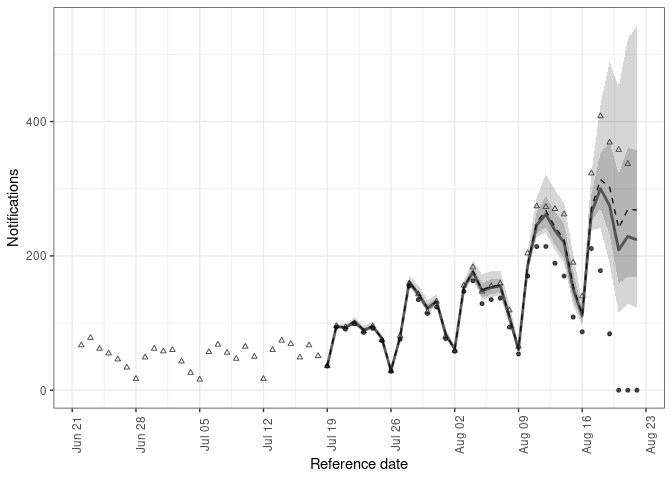 Notifications
400
200
0
Jun 21
Jun 28
Jul 05
Jul 12
Jul 19
Jul 26
Aug 02
Aug 09
Aug 16
Aug 23
Reference date